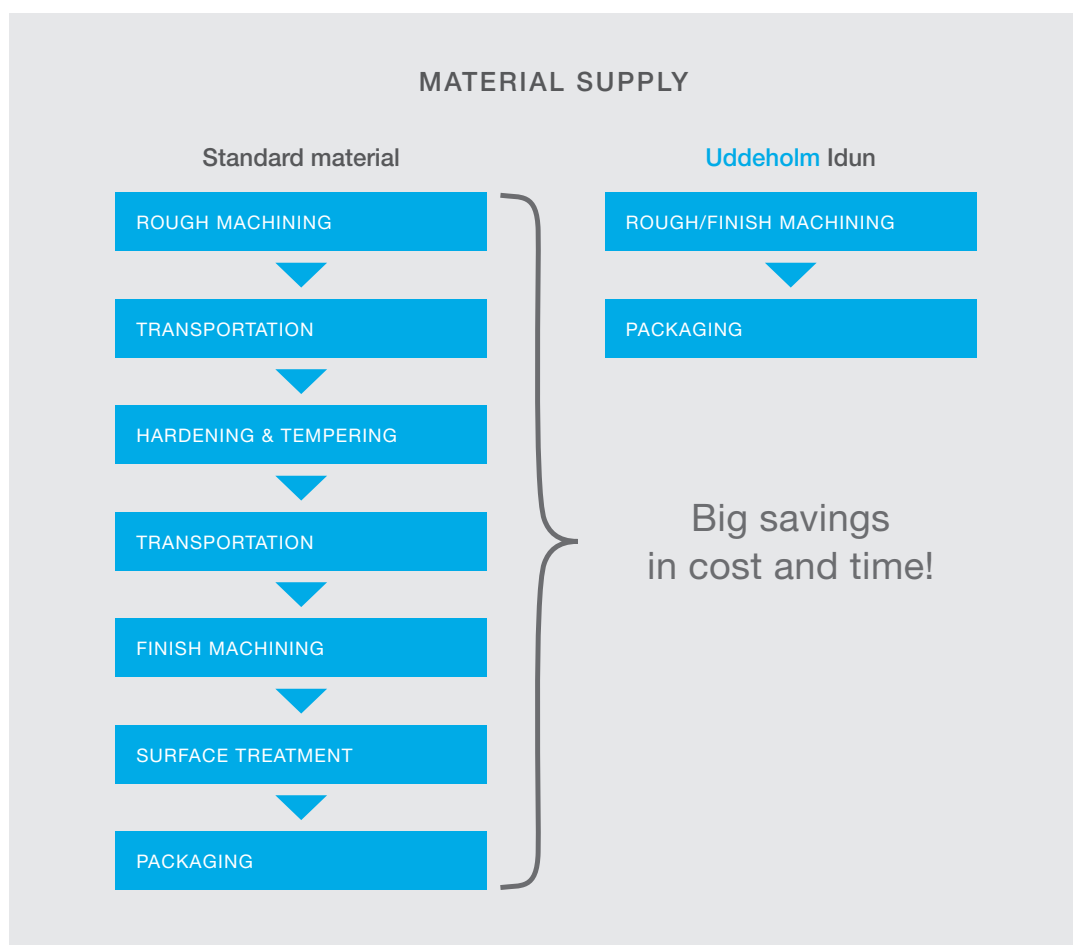 MATERIAL SUPPLY
Standard material
ROUGH MACHINING
TRANSPORTATION
HARDENING & TEMPERING
TRANSPORTATION
FINISH MACHINING
SURFACE TREATMENT
PACKAGING
Uddeholm Idun
ROUGH/FINISH MACHINING
PACKAGING
Big savings
in cost and time!